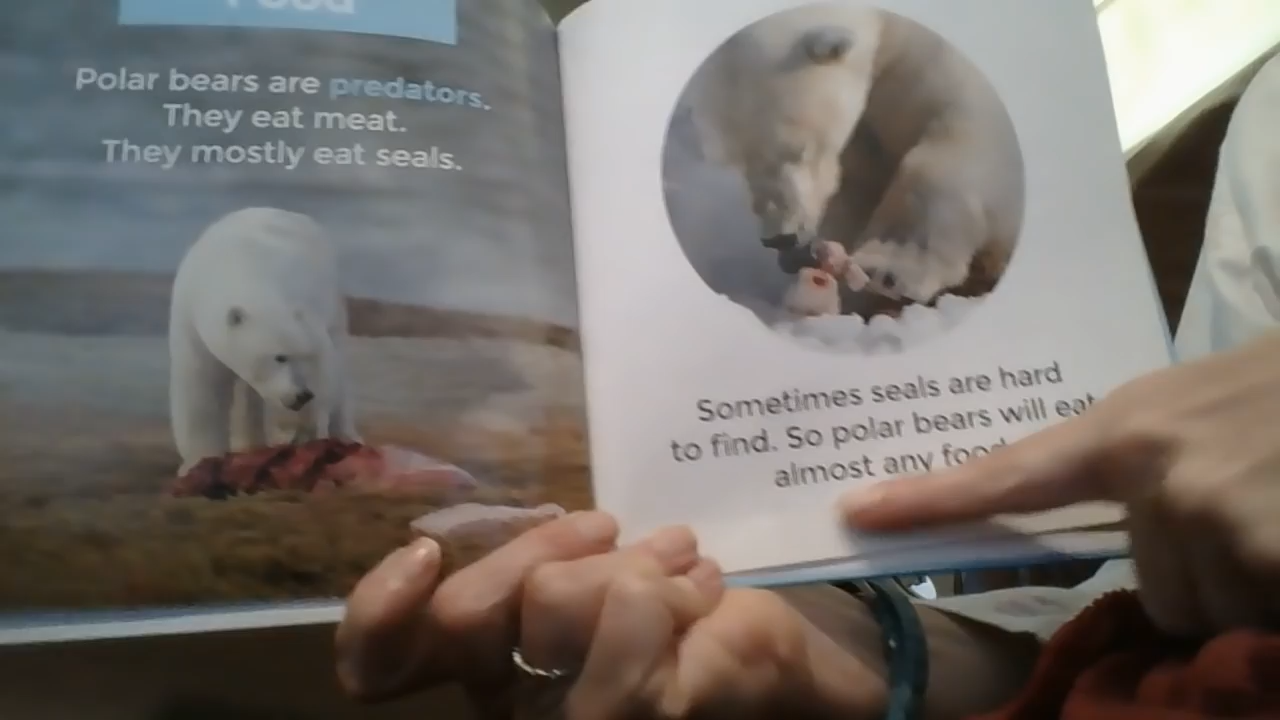 Food
Polar bears are predators.
They eat meat.
They mostly eat seals.
Sometimes seals are hard
to find. So polar bears will eat
almost any food